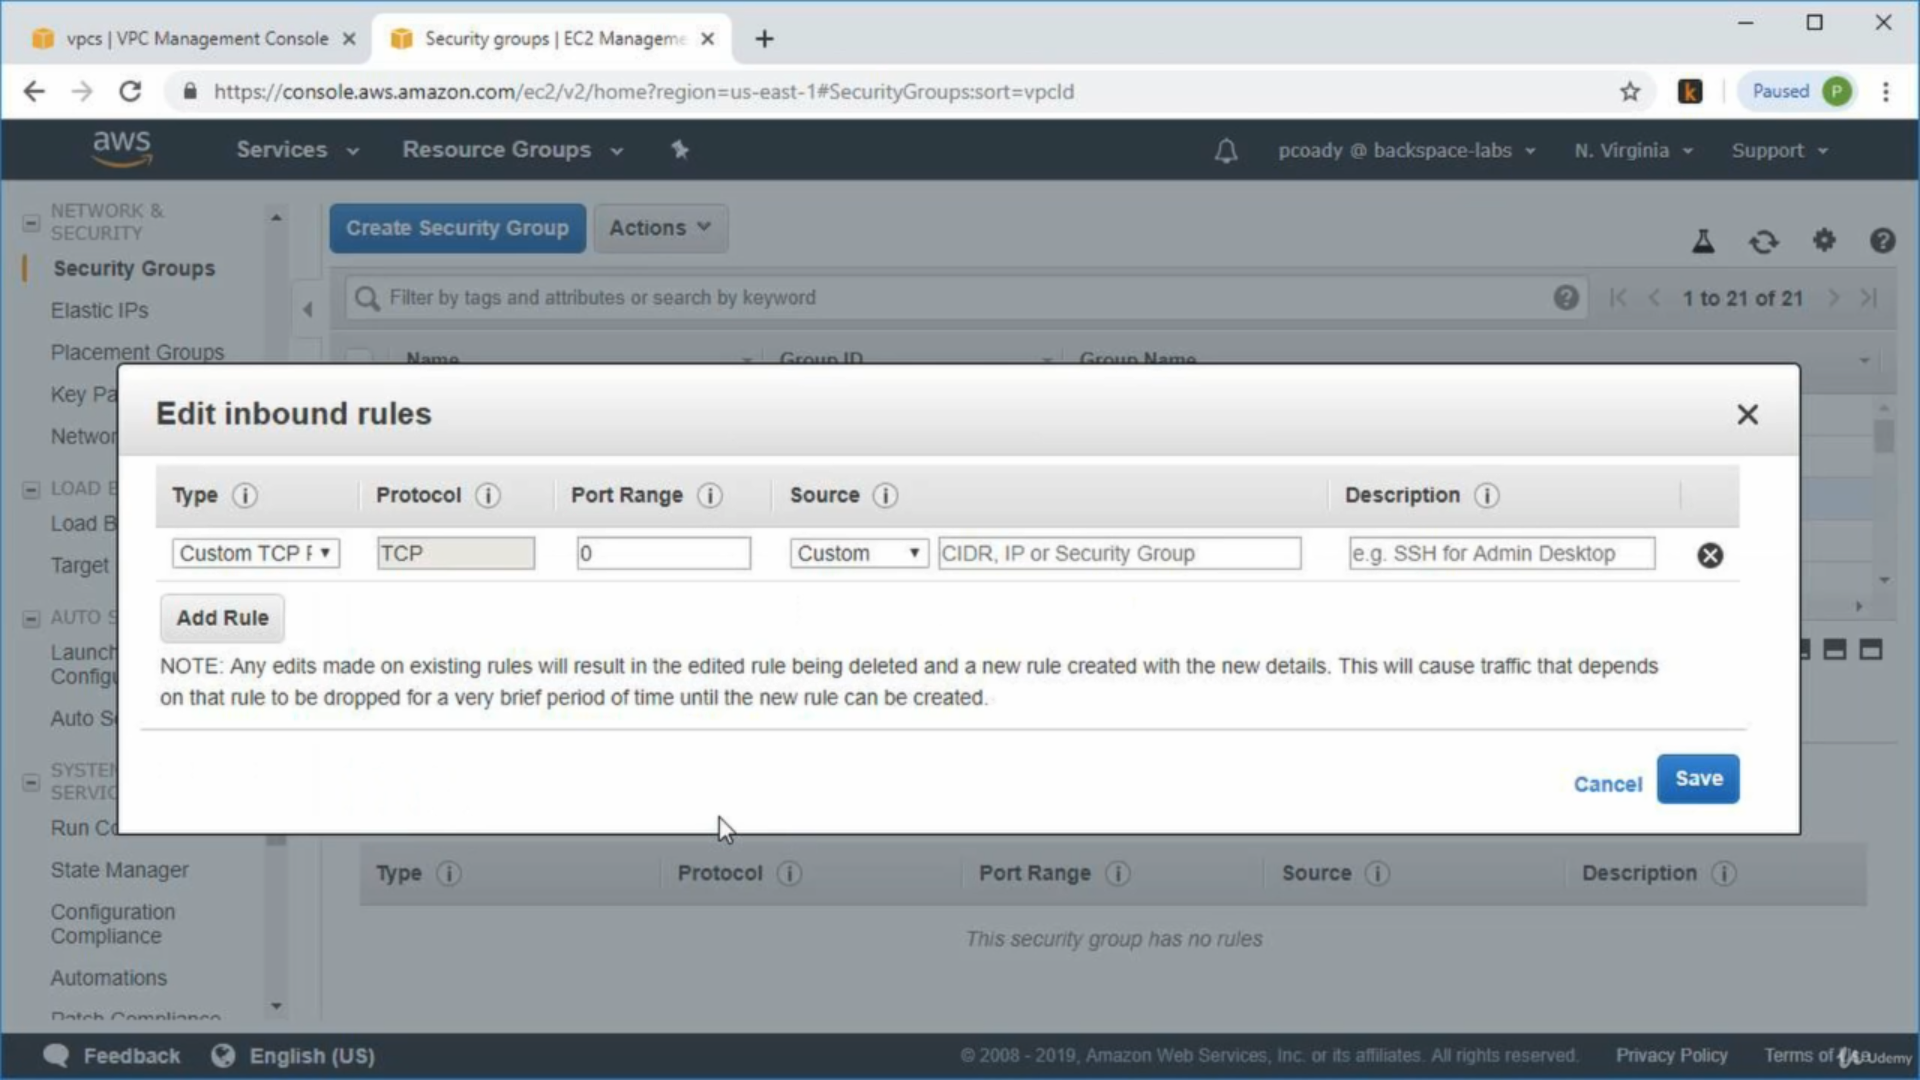 vpcs | VPC Management Console
Security groups | EC2 Manageme
https://console.aws.amazon.com/ec2/v2/home?region=us-east-1#SecurityGroups:sort=vpcId
k
Paused P
aws
Services
Resource Groups
pcoady @ backspace-labs
N. Virginia
Support
NETWORK &
SECURITY
Security Groups
Elastic IPs
Placement Groups
Key Pa
Networ
LOAD B
Load B
Target
AUTO S
Launch
Configu
Auto Sc
SYSTEM
SERVIC
Run Co
State Manager
Configuration
Compliance
Automations
Patch Compliance
Create Security Group
Actions
Filter by tags and attributes or search by keyword
1 to 21 of 21
Name
Group ID
Group Name
Edit inbound rules
Type i
Protocol i
Port Range i
Source i
Description i
Custom TCP F
TCP
0
Custom
CIDR, IP or Security Group
e.g. SSH for Admin Desktop
Add Rule
NOTE: Any edits made on existing rules will result in the edited rule being deleted and a new rule created with the new details. This will cause traffic that depends
on that rule to be dropped for a very brief period of time until the new rule can be created.
Cancel
Save
Type i
Protocol i
Port Range i
Source i
Description i
This security group has no rules
Feedback
English (US)
© 2008 - 2019, Amazon Web Services, Inc. or its affiliates. All rights reserved.
Privacy Policy
Terms of Use
Udemy